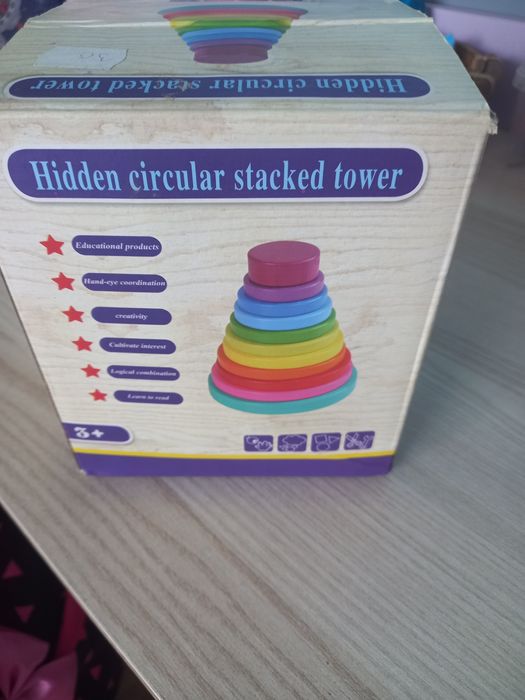 Hidden circular stacked tower
Hidden circular stacked tower
Educational products
Hand-eye coordination
creativity
Cultivate interest
Logical combination
Learn to read
3+